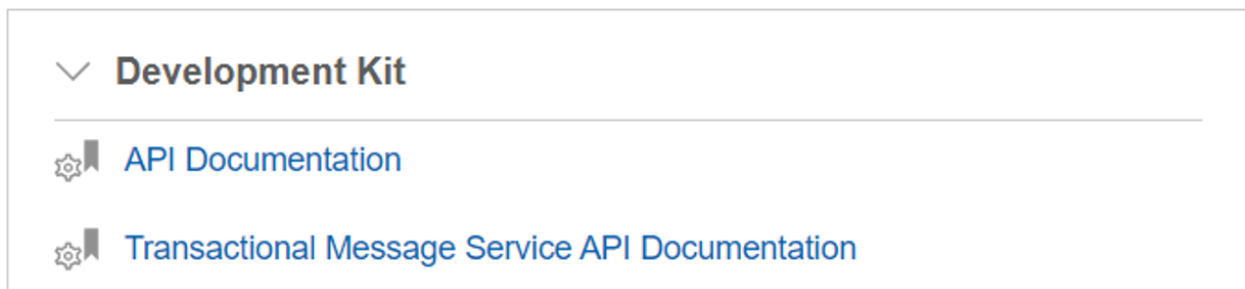 Development Kit
API Documentation
Transactional Message Service API Documentation